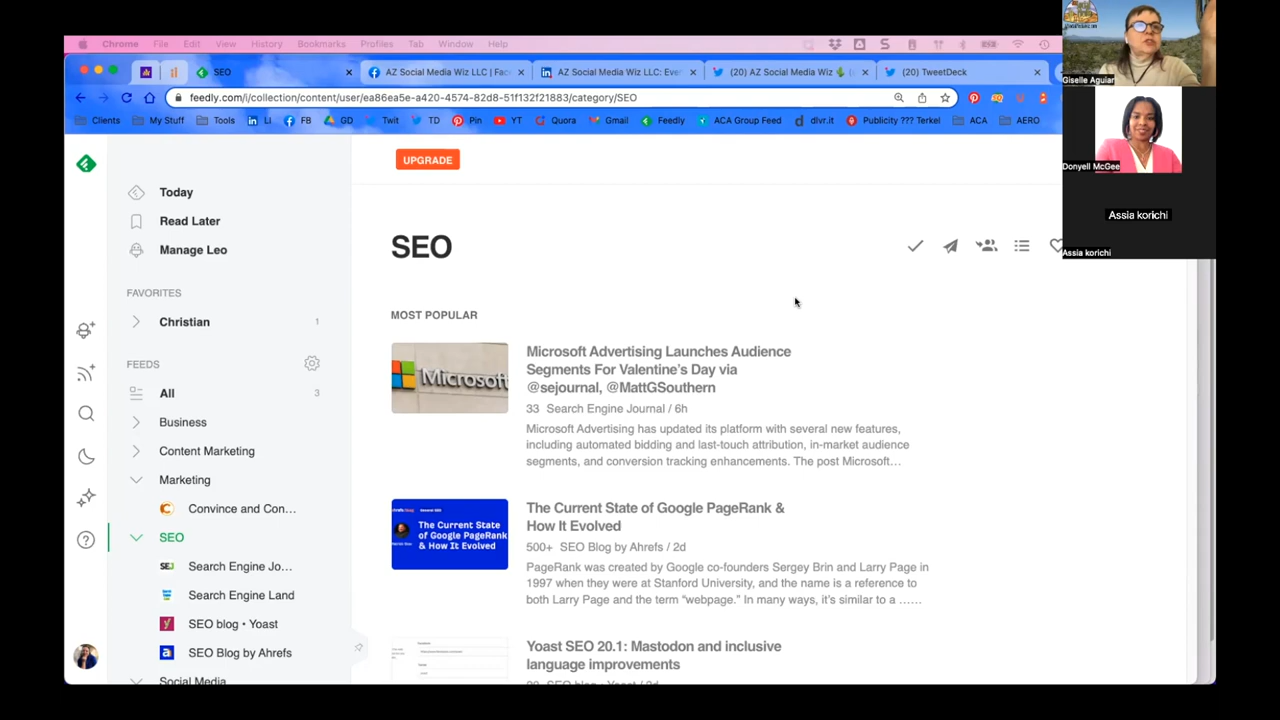 Chrome File Edit View History Bookmarks Profiles Tab Window Help
SEO × AZ Social Media Wiz LLC | Fac × AZ Social Media Wiz LLC: Eve × (20) AZ Social Media Wiz × (20) TweetDeck ×
feedly.com/i/collection/content/user/ea86ea5e-a420-4574-82d8-51f132f21883/category/SEO
Clients My Stuff Tools LI FB GD Twit TD Pin YT Quora Gmail Feedly ACA Group Feed dlvr.it Publicity ??? Terkel ACA AERO
Giselle Aguiar
Donyell McGee
Assia korichi
Assia korichi
UPGRADE
Today
Read Later
Manage Leo
FAVORITES
Christian 1
FEEDS
All 3
Business
Content Marketing
Marketing
Convince and Con...
SEO
SEJ Search Engine Jo...
Search Engine Land
SEO blog • Yoast
a SEO Blog by Ahrefs
Social Media
SEO
MOST POPULAR
Microsoft
Microsoft Advertising Launches Audience
Segments For Valentine's Day via
@sejournal, @MattGSouthern
33 Search Engine Journal / 6h
Microsoft Advertising has updated its platform with several new features,
including automated bidding and last-touch attribution, in-market audience
segments, and conversion tracking enhancements. The post Microsoft…
The Current State
of Google PageRank
& How It Evolved
The Current State of Google PageRank &
How It Evolved
500+ SEO Blog by Ahrefs / 2d
PageRank was created by Google co-founders Sergey Brin and Larry Page in
1997 when they were at Stanford University, and the name is a reference to
both Larry Page and the term “webpage.” In many ways, it’s similar to a ......
Yoast SEO 20.1: Mastodon and inclusive
language improvements
SEO blog • Yoast / 2d